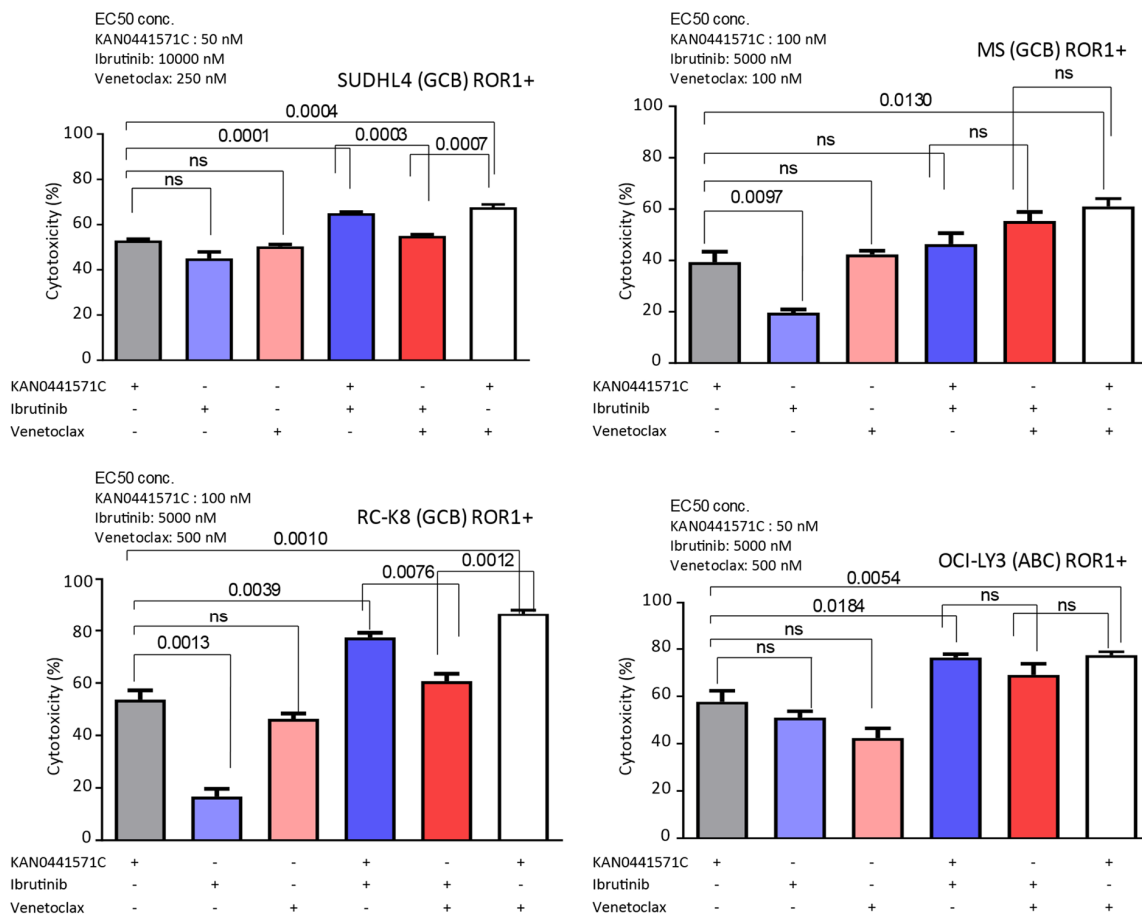 EC50 conc.
KAN0441571C : 50 nM
Ibrutinib: 10000 nM
Venetoclax: 250 nM
SUDHL4 (GCB) ROR1+
0.0004
0.0001
0.0003
0.0007
ns
ns
Cytotoxicity (%)
100
80
60
40
20
0
KAN0441571C + - - + - +
Ibrutinib - + - + + -
Venetoclax - - + - + +
EC50 conc.
KAN0441571C : 100 nM
Ibrutinib: 5000 nM
Venetoclax: 100 nM
MS (GCB) ROR1+
ns
0.0130
ns
ns
ns
0.0097
Cytotoxicity (%)
100
80
60
40
20
0
KAN0441571C + - - + - +
Ibrutinib - + - + + -
Venetoclax - - + - + +
EC50 conc.
KAN0441571C : 100 nM
Ibrutinib: 5000 nM
Venetoclax: 500 nM
RC-K8 (GCB) ROR1+
0.0010
0.0012
0.0076
0.0039
ns
0.0013
Cytotoxicity (%)
100
80
60
40
20
0
KAN0441571C + - - + - +
Ibrutinib - + - + + -
Venetoclax - - + - + +
EC50 conc.
KAN0441571C : 50 nM
Ibrutinib: 5000 nM
Venetoclax: 500 nM
OCI-LY3 (ABC) ROR1+
0.0054
0.0184
ns
ns
ns
ns
Cytotoxicity (%)
100
80
60
40
20
0
KAN0441571C + - - + - +
Ibrutinib - + - + + -
Venetoclax - - + - + +